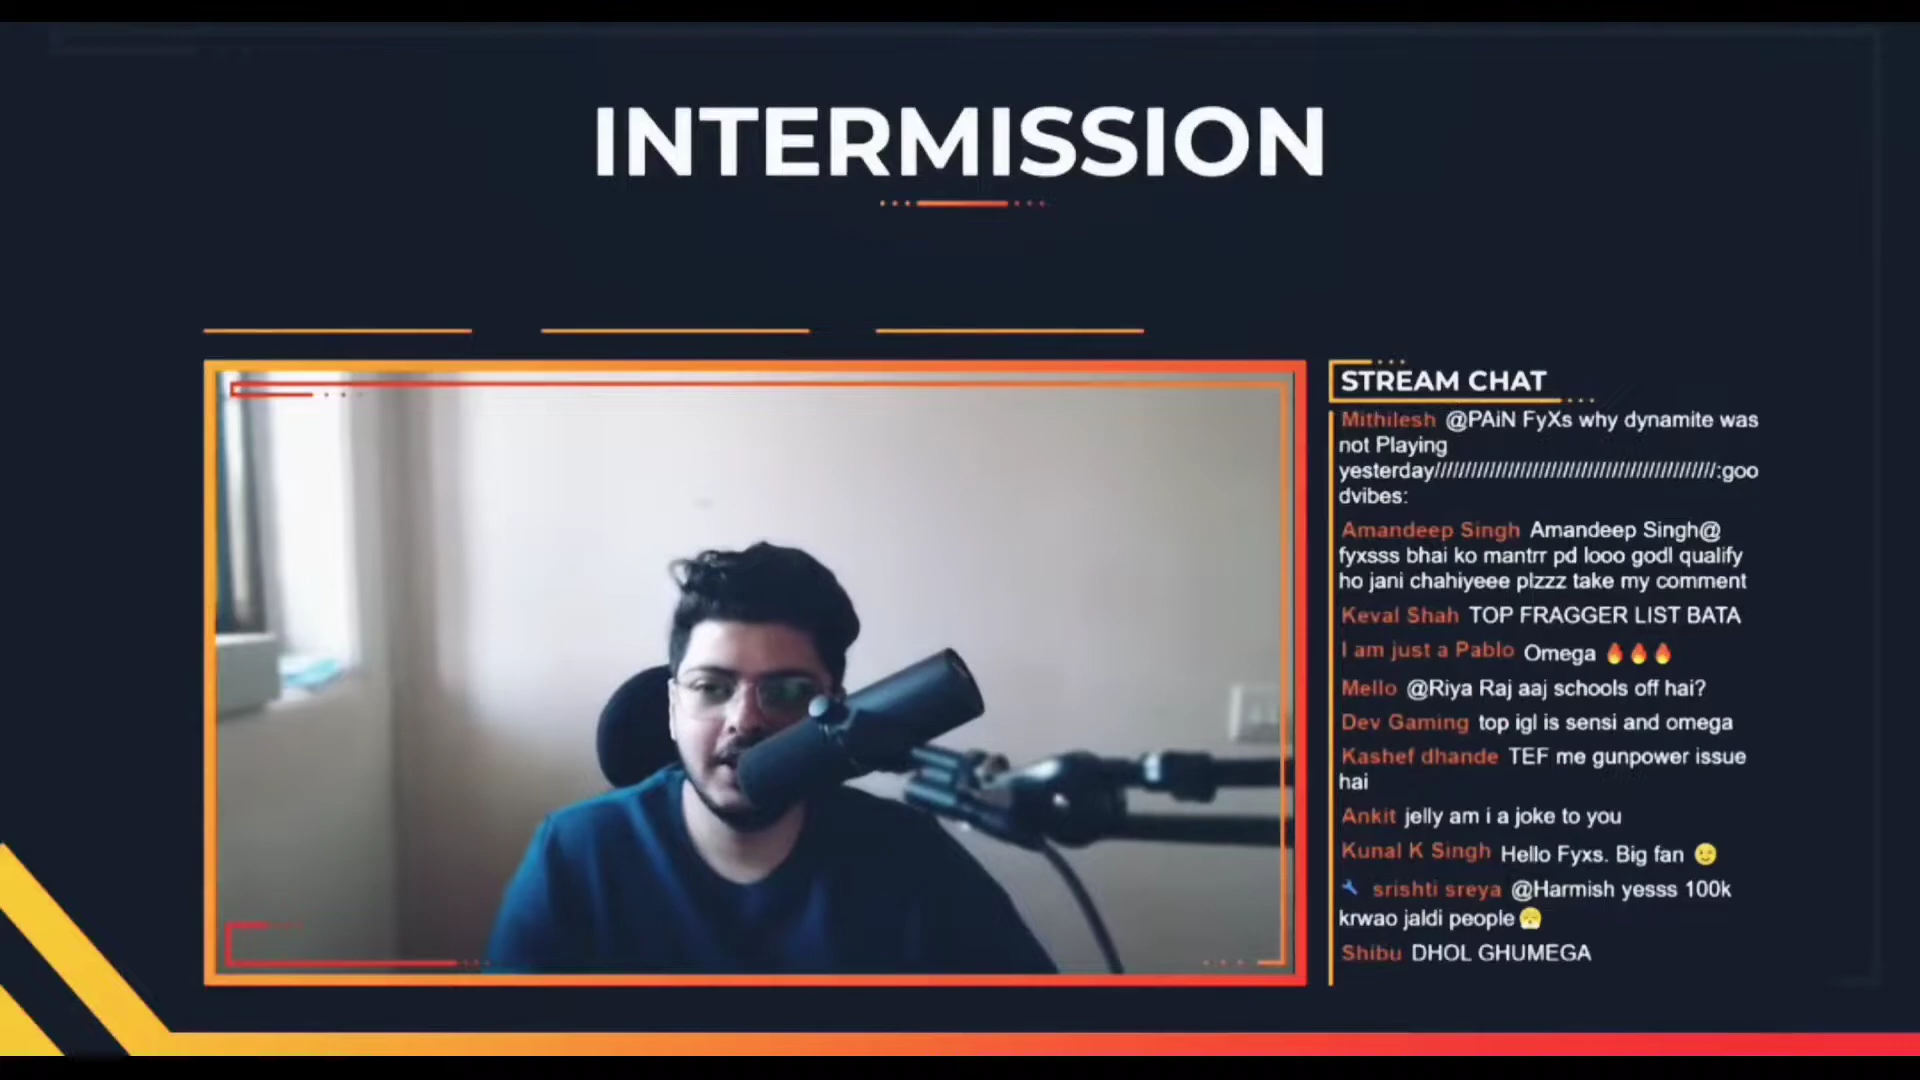 INTERMISSION
STREAM CHAT
Mithilesh @PAiN FyXs why dynamite was
not Playing
yesterday///////////////////////////////////////////////:goo
dvibes:
Amandeep Singh Amandeep Singh@
fyxsss bhai ko mantrr pd looo godl qualify
ho jani chahiyeee plzzz take my comment
Keval Shah TOP FRAGGER LIST BATA
I am just a Pablo Omega 🔥🔥🔥
Mello @Riya Raj aaj schools off hai?
Dev Gaming top igl is sensi and omega
Kashef dhande TEF me gunpower issue
hai
Ankit jelly am i a joke to you
Kunal K Singh Hello Fyxs. Big fan 😉
srishti sreya @Harmish yesss 100k
krwao jaldi people😤
Shibu DHOL GHUMEGA